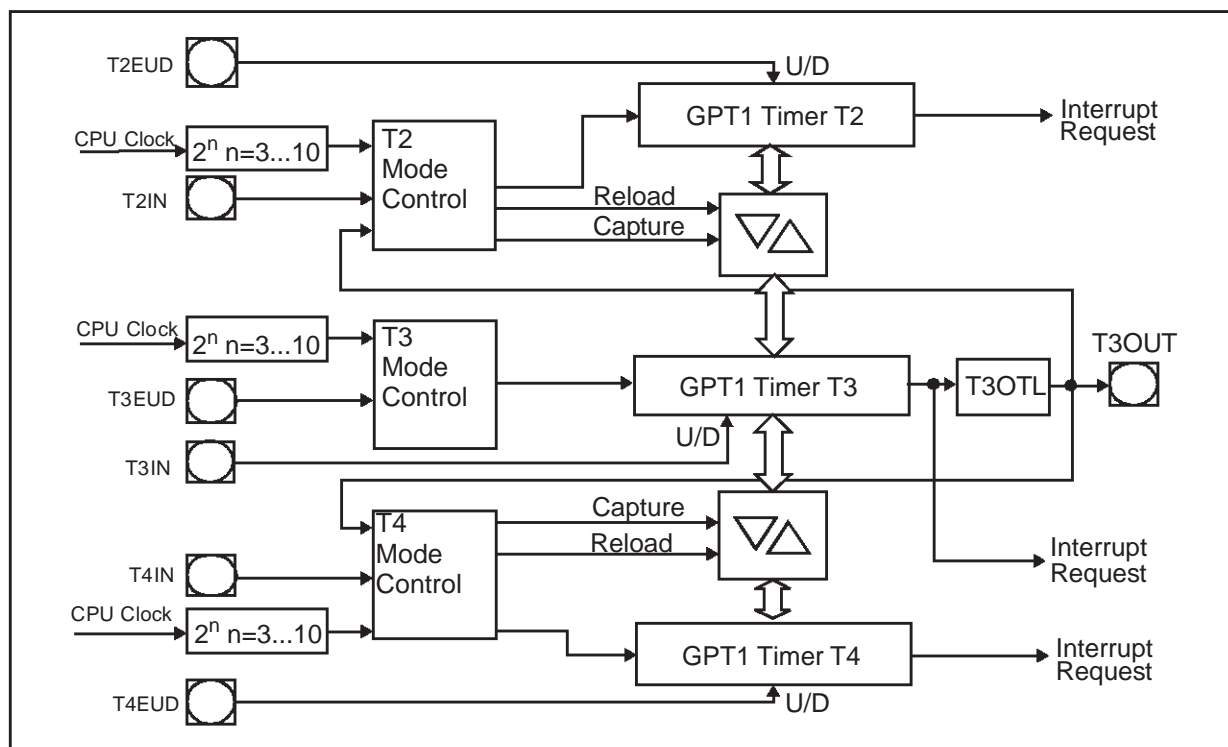 T2EUD
U/D
GPT1 Timer T2
Interrupt
Request
CPU Clock
2ⁿ n=3...10
T2
Mode
Control
T2IN
Reload
Capture
CPU Clock
2ⁿ n=3...10
T3
Mode
Control
T3OUT
T3EUD
GPT1 Timer T3
T3OTL
U/D
T3IN
T4
Mode
Control
Capture
Reload
T4IN
Interrupt
Request
CPU Clock
2ⁿ n=3...10
GPT1 Timer T4
Interrupt
Request
T4EUD
U/D